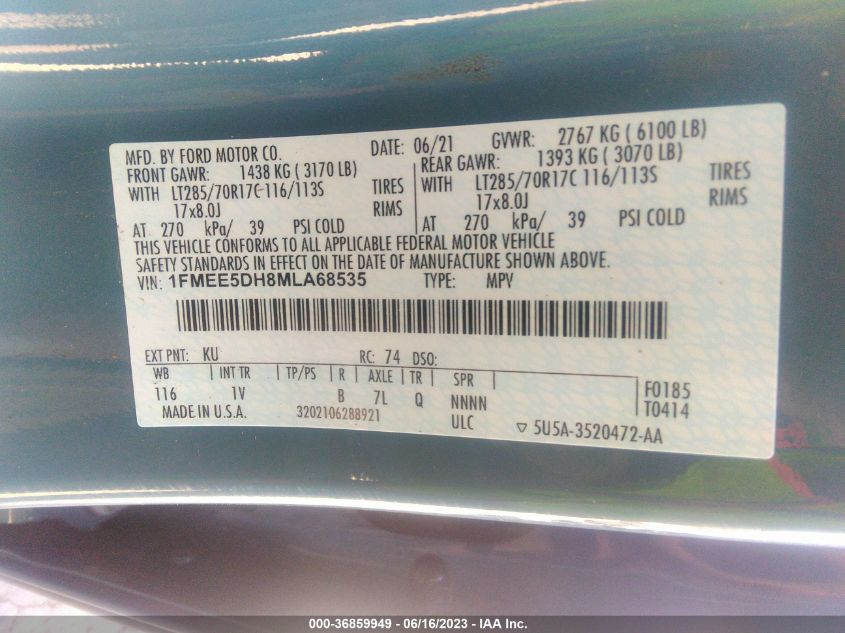 MFD. BY FORD MOTOR CO. DATE: 06/21 GVWR: 2767 KG ( 6100 LB)
FRONT GAWR: 1438 KG ( 3170 LB) REAR GAWR: 1393 KG ( 3070 LB)
WITH LT285/70R17C 116/113S TIRES WITH LT285/70R17C 116/113S TIRES
17x8.0J RIMS 17x8.0J RIMS
AT 270 kPa/ 39 PSI COLD AT 270 kPa/ 39 PSI COLD
THIS VEHICLE CONFORMS TO ALL APPLICABLE FEDERAL MOTOR VEHICLE
SAFETY STANDARDS IN EFFECT ON THE DATE OF MANUFACTURE SHOWN ABOVE.
VIN: 1FMEE5DH8MLA68535 TYPE: MPV
EXT PNT: KU RC: 74 DSO:
WB INT TR TP/PS R AXLE TR SPR
116 1V B 7L Q NNNN F0185
T0414
MADE IN U.S.A. 3202106288921 ULC ▽ 5U5A-3520472-AA
000-36859949 - 06/16/2023 - IAA Inc.